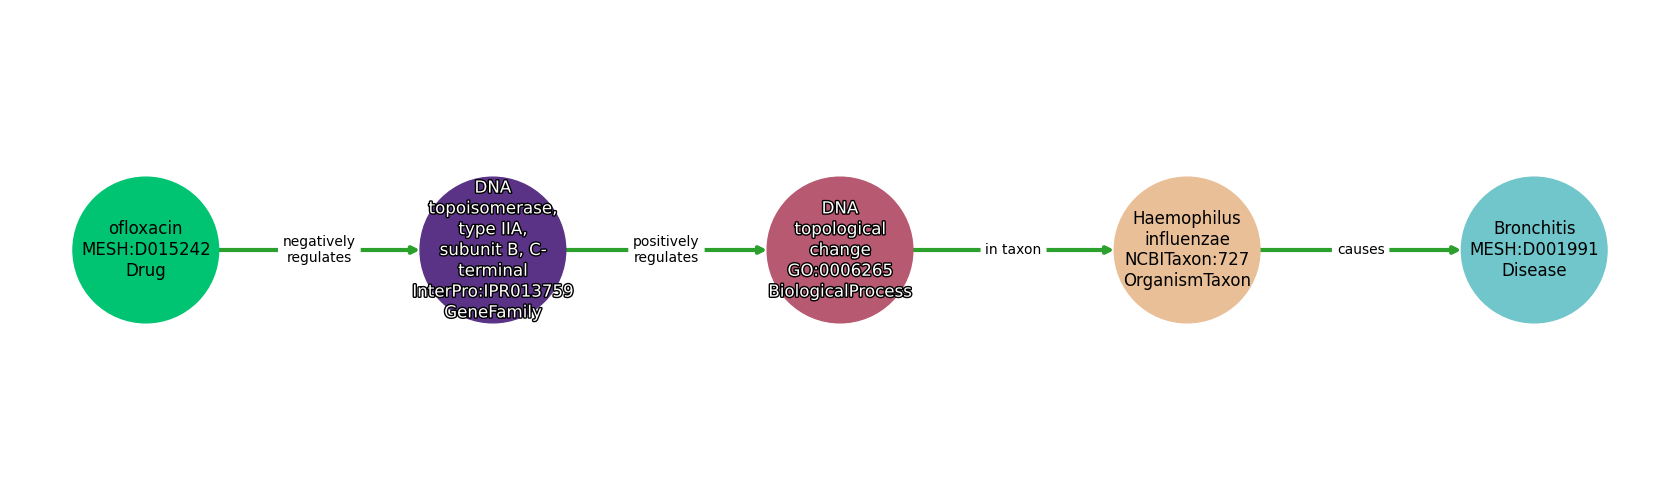 ofloxacin
MESH:D015242
Drug
negatively
regulates
DNA
topoisomerase,
type IIA,
subunit B, C-
terminal
InterPro:IPR013759
GeneFamily
positively
regulates
DNA
topological
change
GO:0006265
BiologicalProcess
in taxon
Haemophilus
influenzae
NCBITaxon:727
OrganismTaxon
causes
Bronchitis
MESH:D001991
Disease